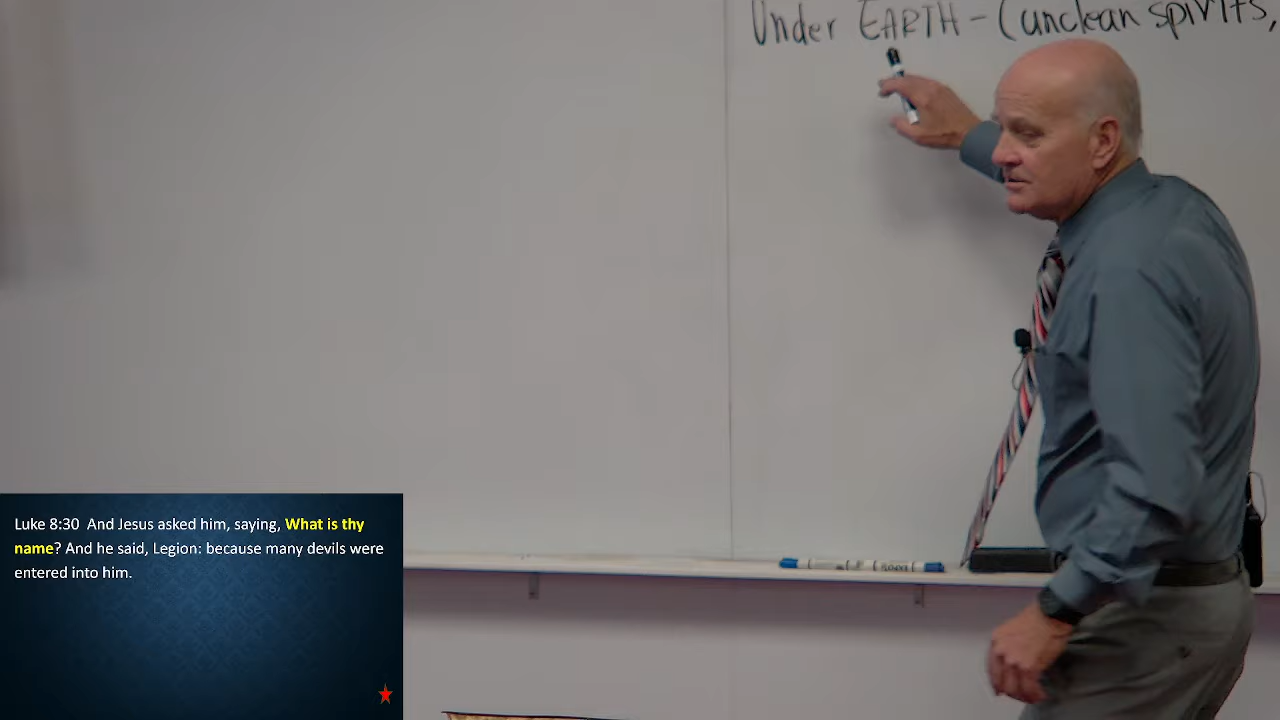 Under EARTH - (unclean spirits,
Luke 8:30 And Jesus asked him, saying, What is thy
name? And he said, Legion: because many devils were
entered into him.